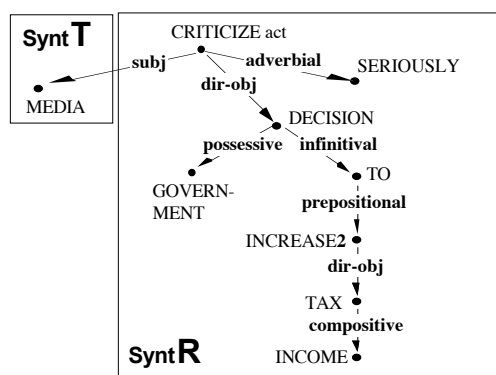 Synt T
CRITICIZE act
subj
adverbial
MEDIA
dir-obj
SERIOUSLY
DECISION
possessive
infinitival
GOVERN-
MENT
TO
prepositional
INCREASE2
dir-obj
TAX
compositive
Synt R
INCOME